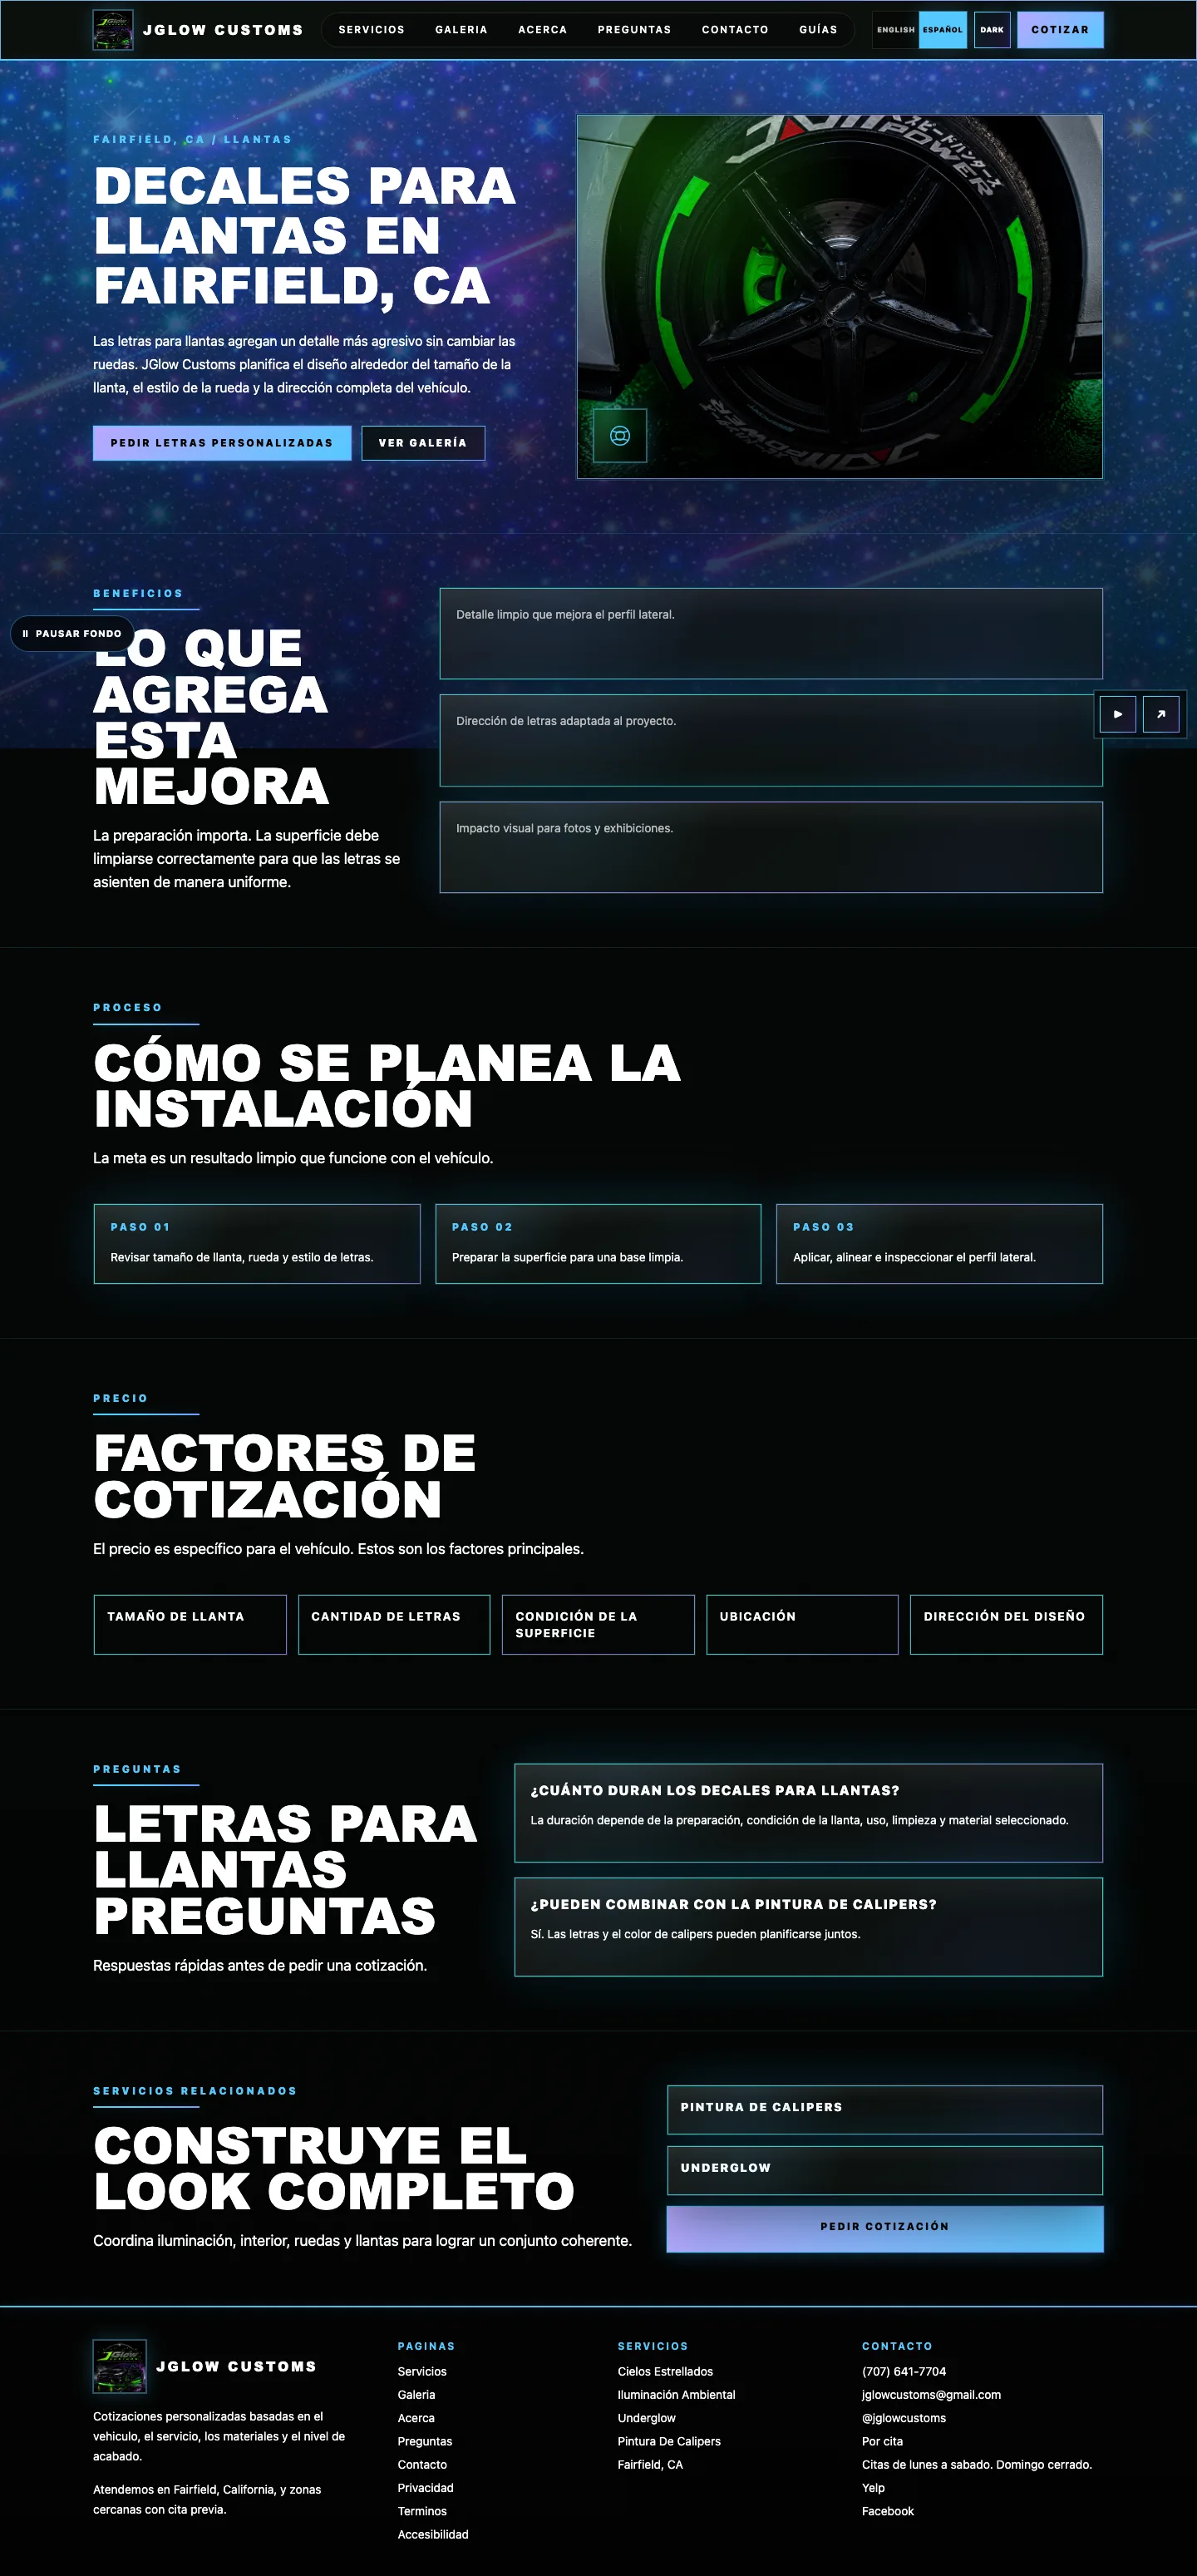 JGLOW CUSTOMS
SERVICIOS
GALERIA
ACERCA
PREGUNTAS
CONTACTO
GUÍAS
ENGLISH
ESPAÑOL
DARK
COTIZAR
FAIRFIELD, CA / LLANTAS
DECALES PARA
LLANTAS EN
FAIRFIELD, CA
Las letras para llantas agregan un detalle más agresivo sin cambiar las
ruedas. JGlow Customs planifica el diseño alrededor del tamaño de la
llanta, el estilo de la rueda y la dirección completa del vehículo.
PEDIR LETRAS PERSONALIZADAS
VER GALERÍA
スピードハンターズ
POWER
BENEFICIOS
PAUSAR FONDO
LO QUE
AGREGA
ESTA
MEJORA
La preparación importa. La superficie debe
limpiarse correctamente para que las letras se
asienten de manera uniforme.
Detalle limpio que mejora el perfil lateral.
Dirección de letras adaptada al proyecto.
Impacto visual para fotos y exhibiciones.
PROCESO
CÓMO SE PLANEA LA
INSTALACIÓN
La meta es un resultado limpio que funcione con el vehículo.
PASO 01
Revisar tamaño de llanta, rueda y estilo de letras.
PASO 02
Preparar la superficie para una base limpia.
PASO 03
Aplicar, alinear e inspeccionar el perfil lateral.
PRECIO
FACTORES DE
COTIZACIÓN
El precio es específico para el vehículo. Estos son los factores principales.
TAMAÑO DE LLANTA
CANTIDAD DE LETRAS
CONDICIÓN DE LA
SUPERFICIE
UBICACIÓN
DIRECCIÓN DEL DISEÑO
PREGUNTAS
LETRAS PARA
LLANTAS
PREGUNTAS
Respuestas rápidas antes de pedir una cotización.
¿CUÁNTO DURAN LOS DECALES PARA LLANTAS?
La duración depende de la preparación, condición de la llanta, uso, limpieza y material seleccionado.
¿PUEDEN COMBINAR CON LA PINTURA DE CALIPERS?
Sí. Las letras y el color de calipers pueden planificarse juntos.
SERVICIOS RELACIONADOS
CONSTRUYE EL
LOOK COMPLETO
Coordina iluminación, interior, ruedas y llantas para lograr un conjunto coherente.
PINTURA DE CALIPERS
UNDERGLOW
PEDIR COTIZACIÓN
JGlow
JGLOW CUSTOMS
Cotizaciones personalizadas basadas en el
vehiculo, el servicio, los materiales y el nivel de
acabado.
Atendemos en Fairfield, California, y zonas
cercanas con cita previa.
PAGINAS
Servicios
Galeria
Acerca
Preguntas
Contacto
Privacidad
Terminos
Accesibilidad
SERVICIOS
Cielos Estrellados
Iluminación Ambiental
Underglow
Pintura De Calipers
Fairfield, CA
CONTACTO
(707) 641-7704
jglowcustoms@gmail.com
@jglowcustoms
Por cita
Citas de lunes a sabado. Domingo cerrado.
Yelp
Facebook